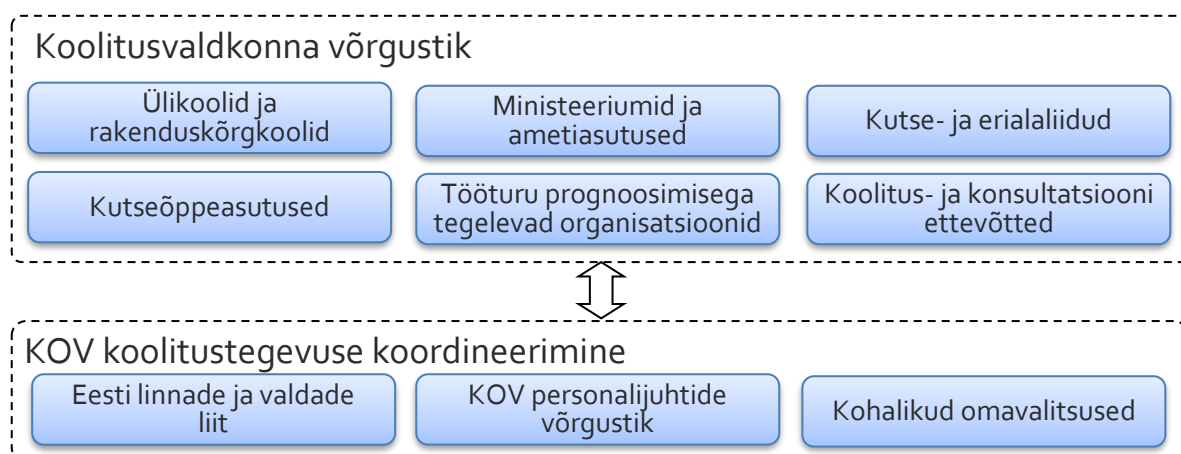 Koolitusvaldkonna võrgustik
Ülikoolid ja
rakenduskõrgkoolid
Ministeeriumid ja
ametiasutused
Kutse- ja erialaliidud
Kutseõppeasutused
Tööturu prognoosimisega
tegelevad organisatsioonid
Koolitus- ja konsultatsiooni
ettevõtted
KOV koolitustegevuse koordineerimine
Eesti linnade ja valdade
liit
KOV personalijuhtide
võrgustik
Kohalikud omavalitsused